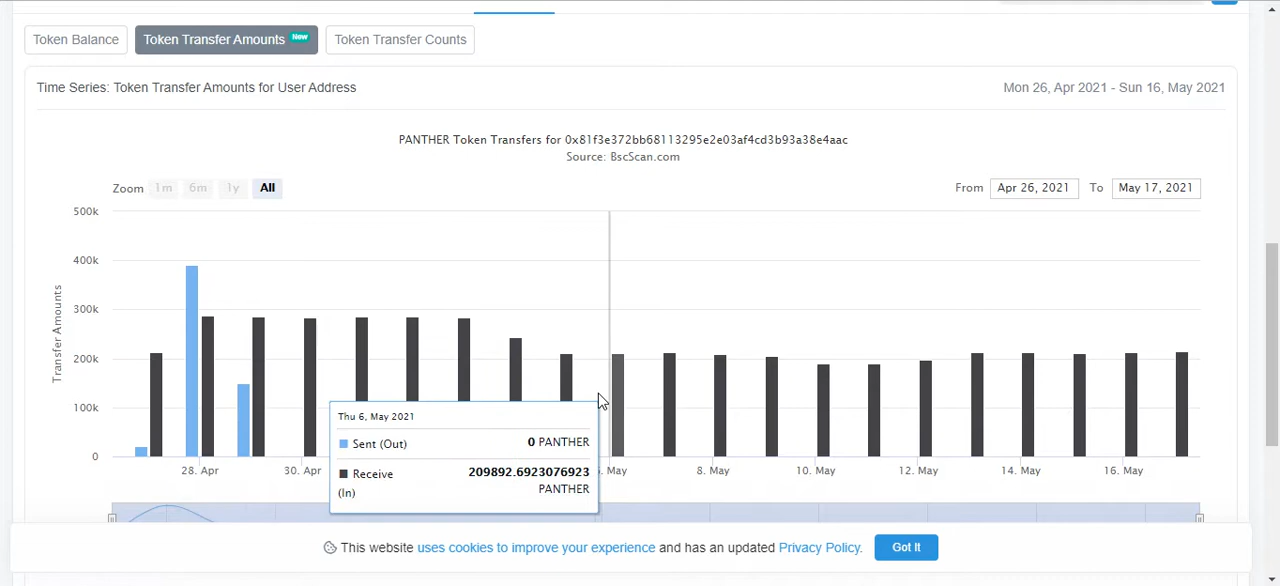 Token Balance
Token Transfer Amounts New
Token Transfer Counts
Time Series: Token Transfer Amounts for User Address
Mon 26, Apr 2021 - Sun 16, May 2021
PANTHER Token Transfers for 0x81f3e372bb68113295e2e03af4cd3b93a38e4aac
Source: BscScan.com
Zoom 1m 6m 1y All
From Apr 26, 2021 To May 17, 2021
Transfer Amounts
500k
400k
300k
200k
100k
0
28. Apr 30. Apr . May 8. May 10. May 12. May 14. May 16. May
Thu 6, May 2021
Sent (Out) 0 PANTHER
Receive (In) 209892.6923076923 PANTHER
This website uses cookies to improve your experience and has an updated Privacy Policy.
Got It